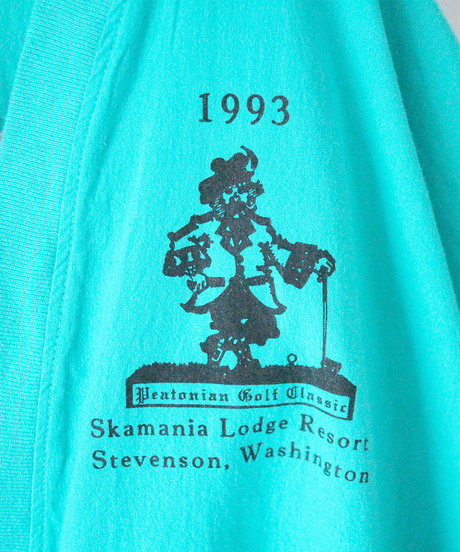 1993
Peatonian Golf Classic
Skamania Lodge Resort
Stevenson, Washington